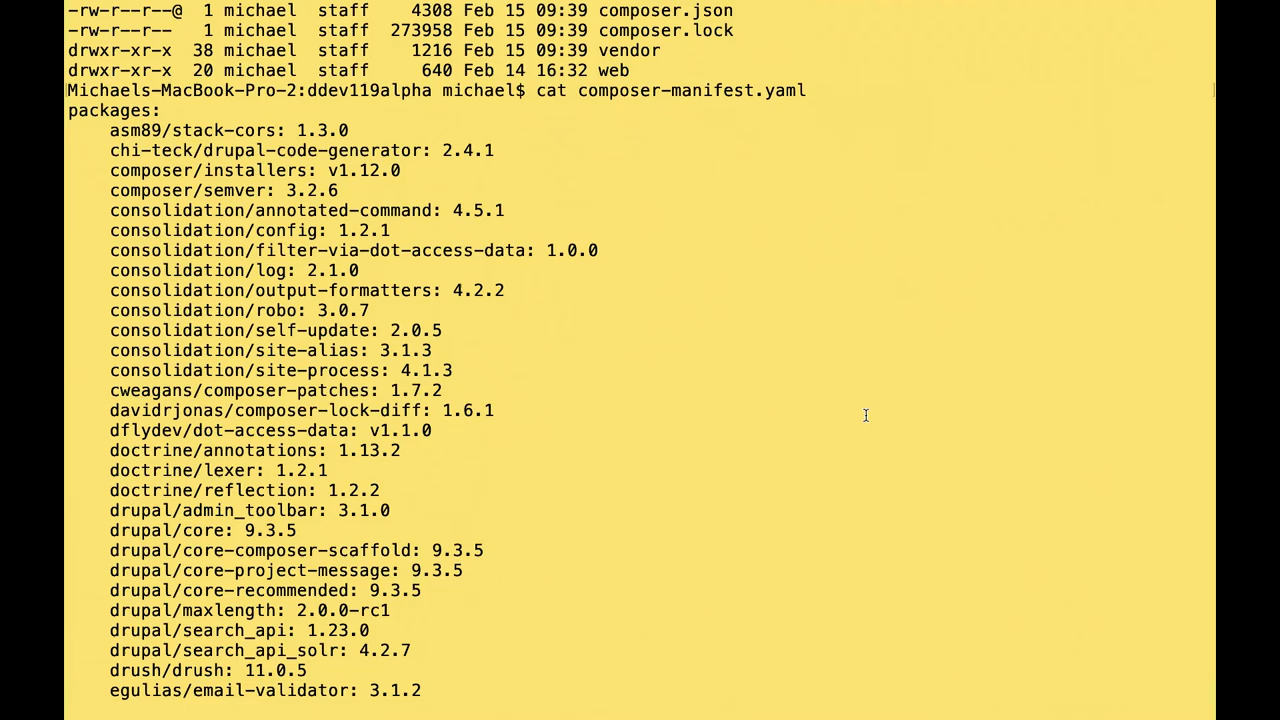 -rw-r--r--@  1 michael  staff    4308 Feb 15 09:39 composer.json
-rw-r--r--   1 michael  staff  273958 Feb 15 09:39 composer.lock
drwxr-xr-x  38 michael  staff    1216 Feb 15 09:39 vendor
drwxr-xr-x  20 michael  staff     640 Feb 14 16:32 web
Michaels-MacBook-Pro-2:ddev119alpha michael$ cat composer-manifest.yaml
packages:
    asm89/stack-cors: 1.3.0
    chi-teck/drupal-code-generator: 2.4.1
    composer/installers: v1.12.0
    composer/semver: 3.2.6
    consolidation/annotated-command: 4.5.1
    consolidation/config: 1.2.1
    consolidation/filter-via-dot-access-data: 1.0.0
    consolidation/log: 2.1.0
    consolidation/output-formatters: 4.2.2
    consolidation/robo: 3.0.7
    consolidation/self-update: 2.0.5
    consolidation/site-alias: 3.1.3
    consolidation/site-process: 4.1.3
    cweagans/composer-patches: 1.7.2
    davidrjonas/composer-lock-diff: 1.6.1
    dflydev/dot-access-data: v1.1.0
    doctrine/annotations: 1.13.2
    doctrine/lexer: 1.2.1
    doctrine/reflection: 1.2.2
    drupal/admin_toolbar: 3.1.0
    drupal/core: 9.3.5
    drupal/core-composer-scaffold: 9.3.5
    drupal/core-project-message: 9.3.5
    drupal/core-recommended: 9.3.5
    drupal/maxlength: 2.0.0-rc1
    drupal/search_api: 1.23.0
    drupal/search_api_solr: 4.2.7
    drush/drush: 11.0.5
    egulias/email-validator: 3.1.2